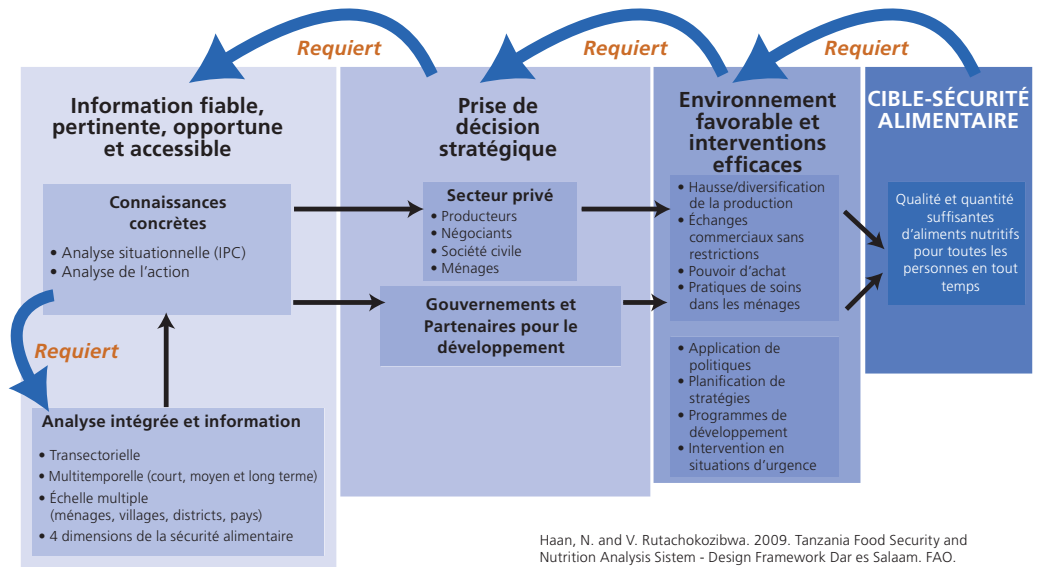 Requiert
Requiert
Requiert
Information fiable,
pertinente, opportune
et accessible
Connaissances
concrètes
• Analyse situationnelle (IPC)
• Analyse de l'action
Requiert
Analyse intégrée et information
• Transectorielle
• Multitemporelle (court, moyen et long terme)
• Échelle multiple
(ménages, villages, districts, pays)
• 4 dimensions de la sécurité alimentaire
Prise de
décision
stratégique
Secteur privé
• Producteurs
• Négociants
• Société civile
• Ménages
Gouvernements et
Partenaires pour le
développement
Environnement
favorable et
interventions
efficaces
• Hausse/diversification
de la production
• Échanges
commerciaux sans
restrictions
• Pouvoir d'achat
• Pratiques de soins
dans les ménages
• Application de
politiques
• Planification de
stratégies
• Programmes de
développement
• Intervention en
situations d'urgence
CIBLE-SÉCURITÉ
ALIMENTAIRE
Qualité et quantité
suffisantes
d'aliments nutritifs
pour toutes les
personnes en tout
temps
Haan, N. and V. Rutachokozibwa. 2009. Tanzania Food Security and
Nutrition Analysis Sistem - Design Framework Dar es Salaam. FAO.